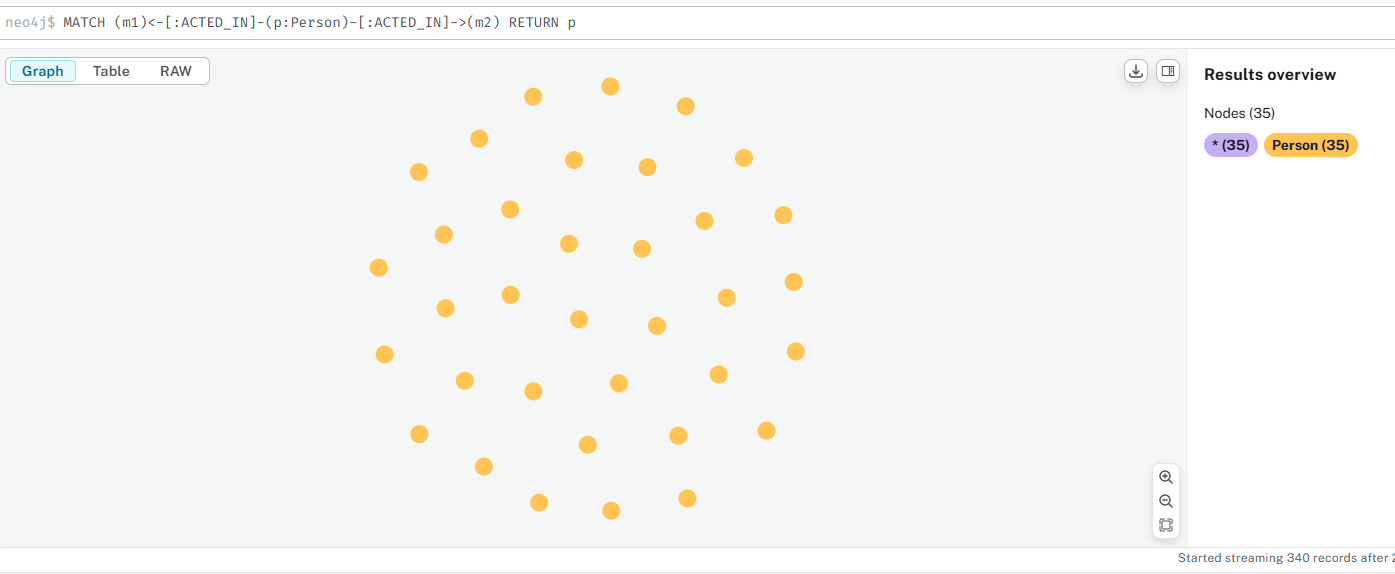 neo4j$ MATCH (m1)<-[:ACTED_IN]-(p:Person)-[:ACTED_IN]->(m2) RETURN p
Graph Table RAW
Results overview
Nodes (35)
* (35) Person (35)
Started streaming 340 records after